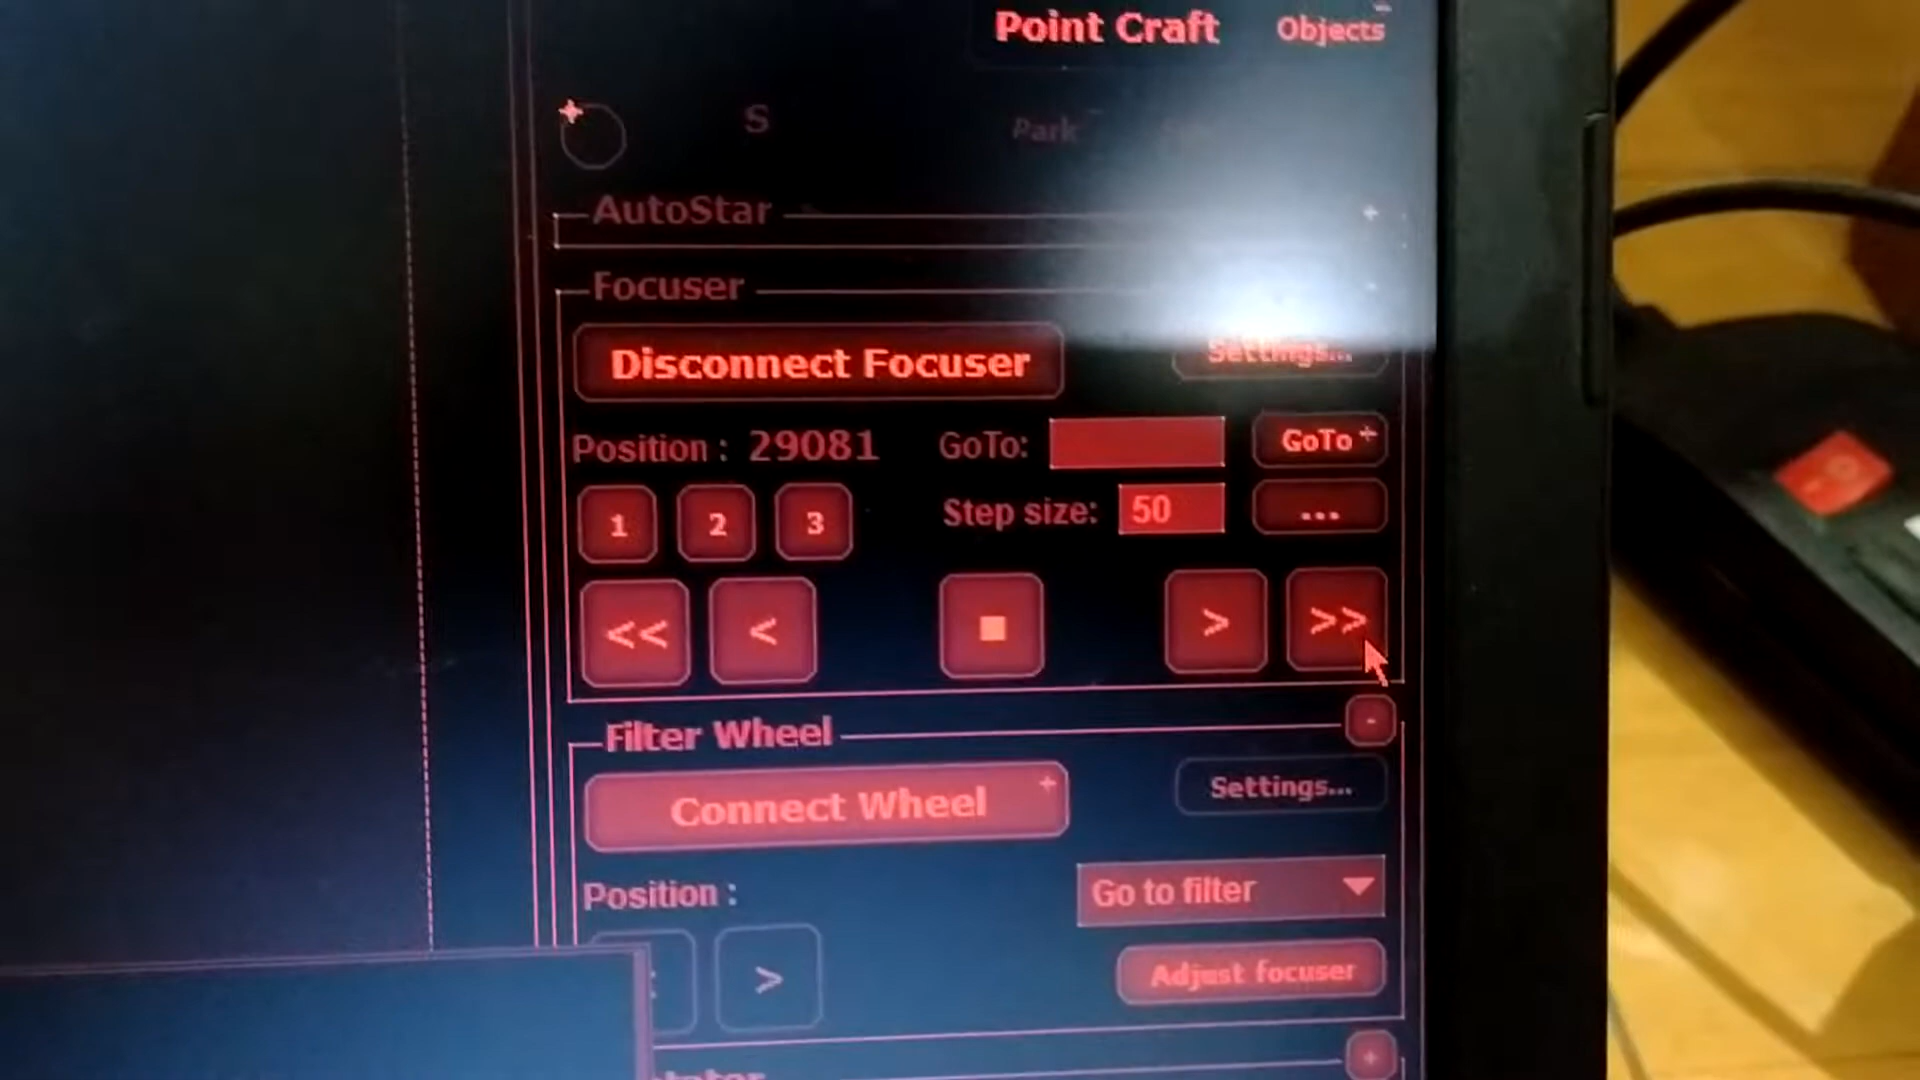 Point Craft Objects
S Park
AutoStar +
Focuser -
Disconnect Focuser Settings...
Position : 29081 GoTo: GoTo +
1 2 3 Step size: 50 ...
<< < ■ > >>
Filter Wheel -
Connect Wheel + Settings...
Position : Go to filter
> Adjust focuser
+